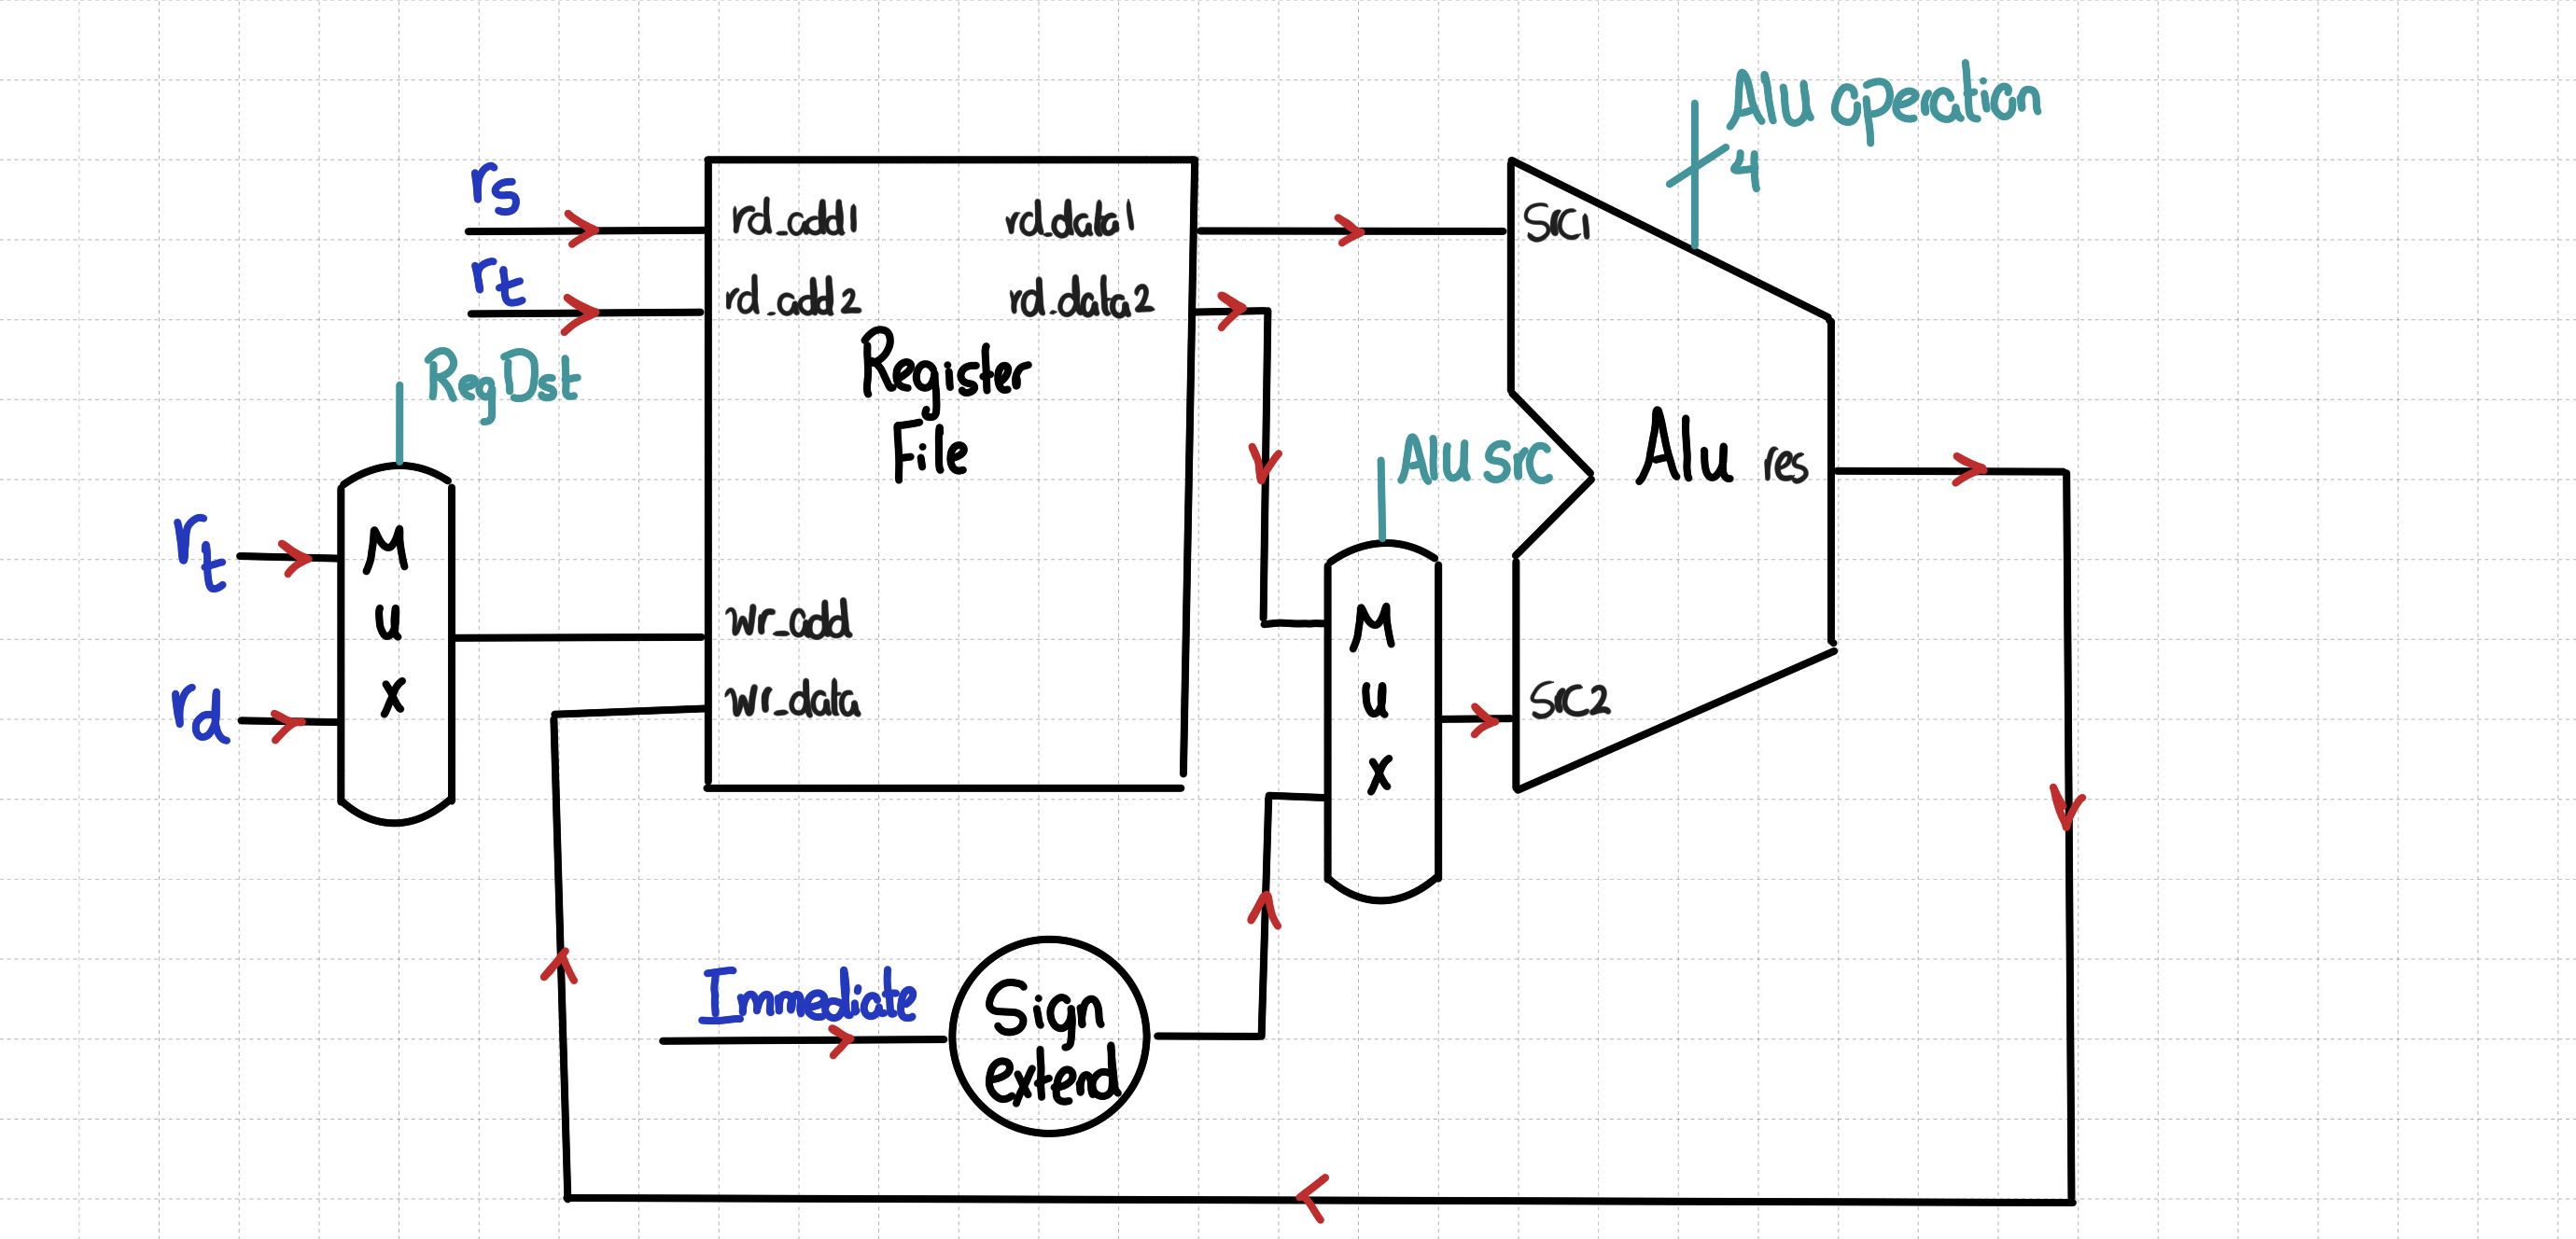 Alu operation
4
rs
rd_add1
rd_data1
Src1
rt
rd_add2
rd_data2
Register
File
RegDst
Alu src
Alu
res
rt
M
u
x
rd
wr_add
wr_data
M
u
x
Src2
Immediate
Sign
extend